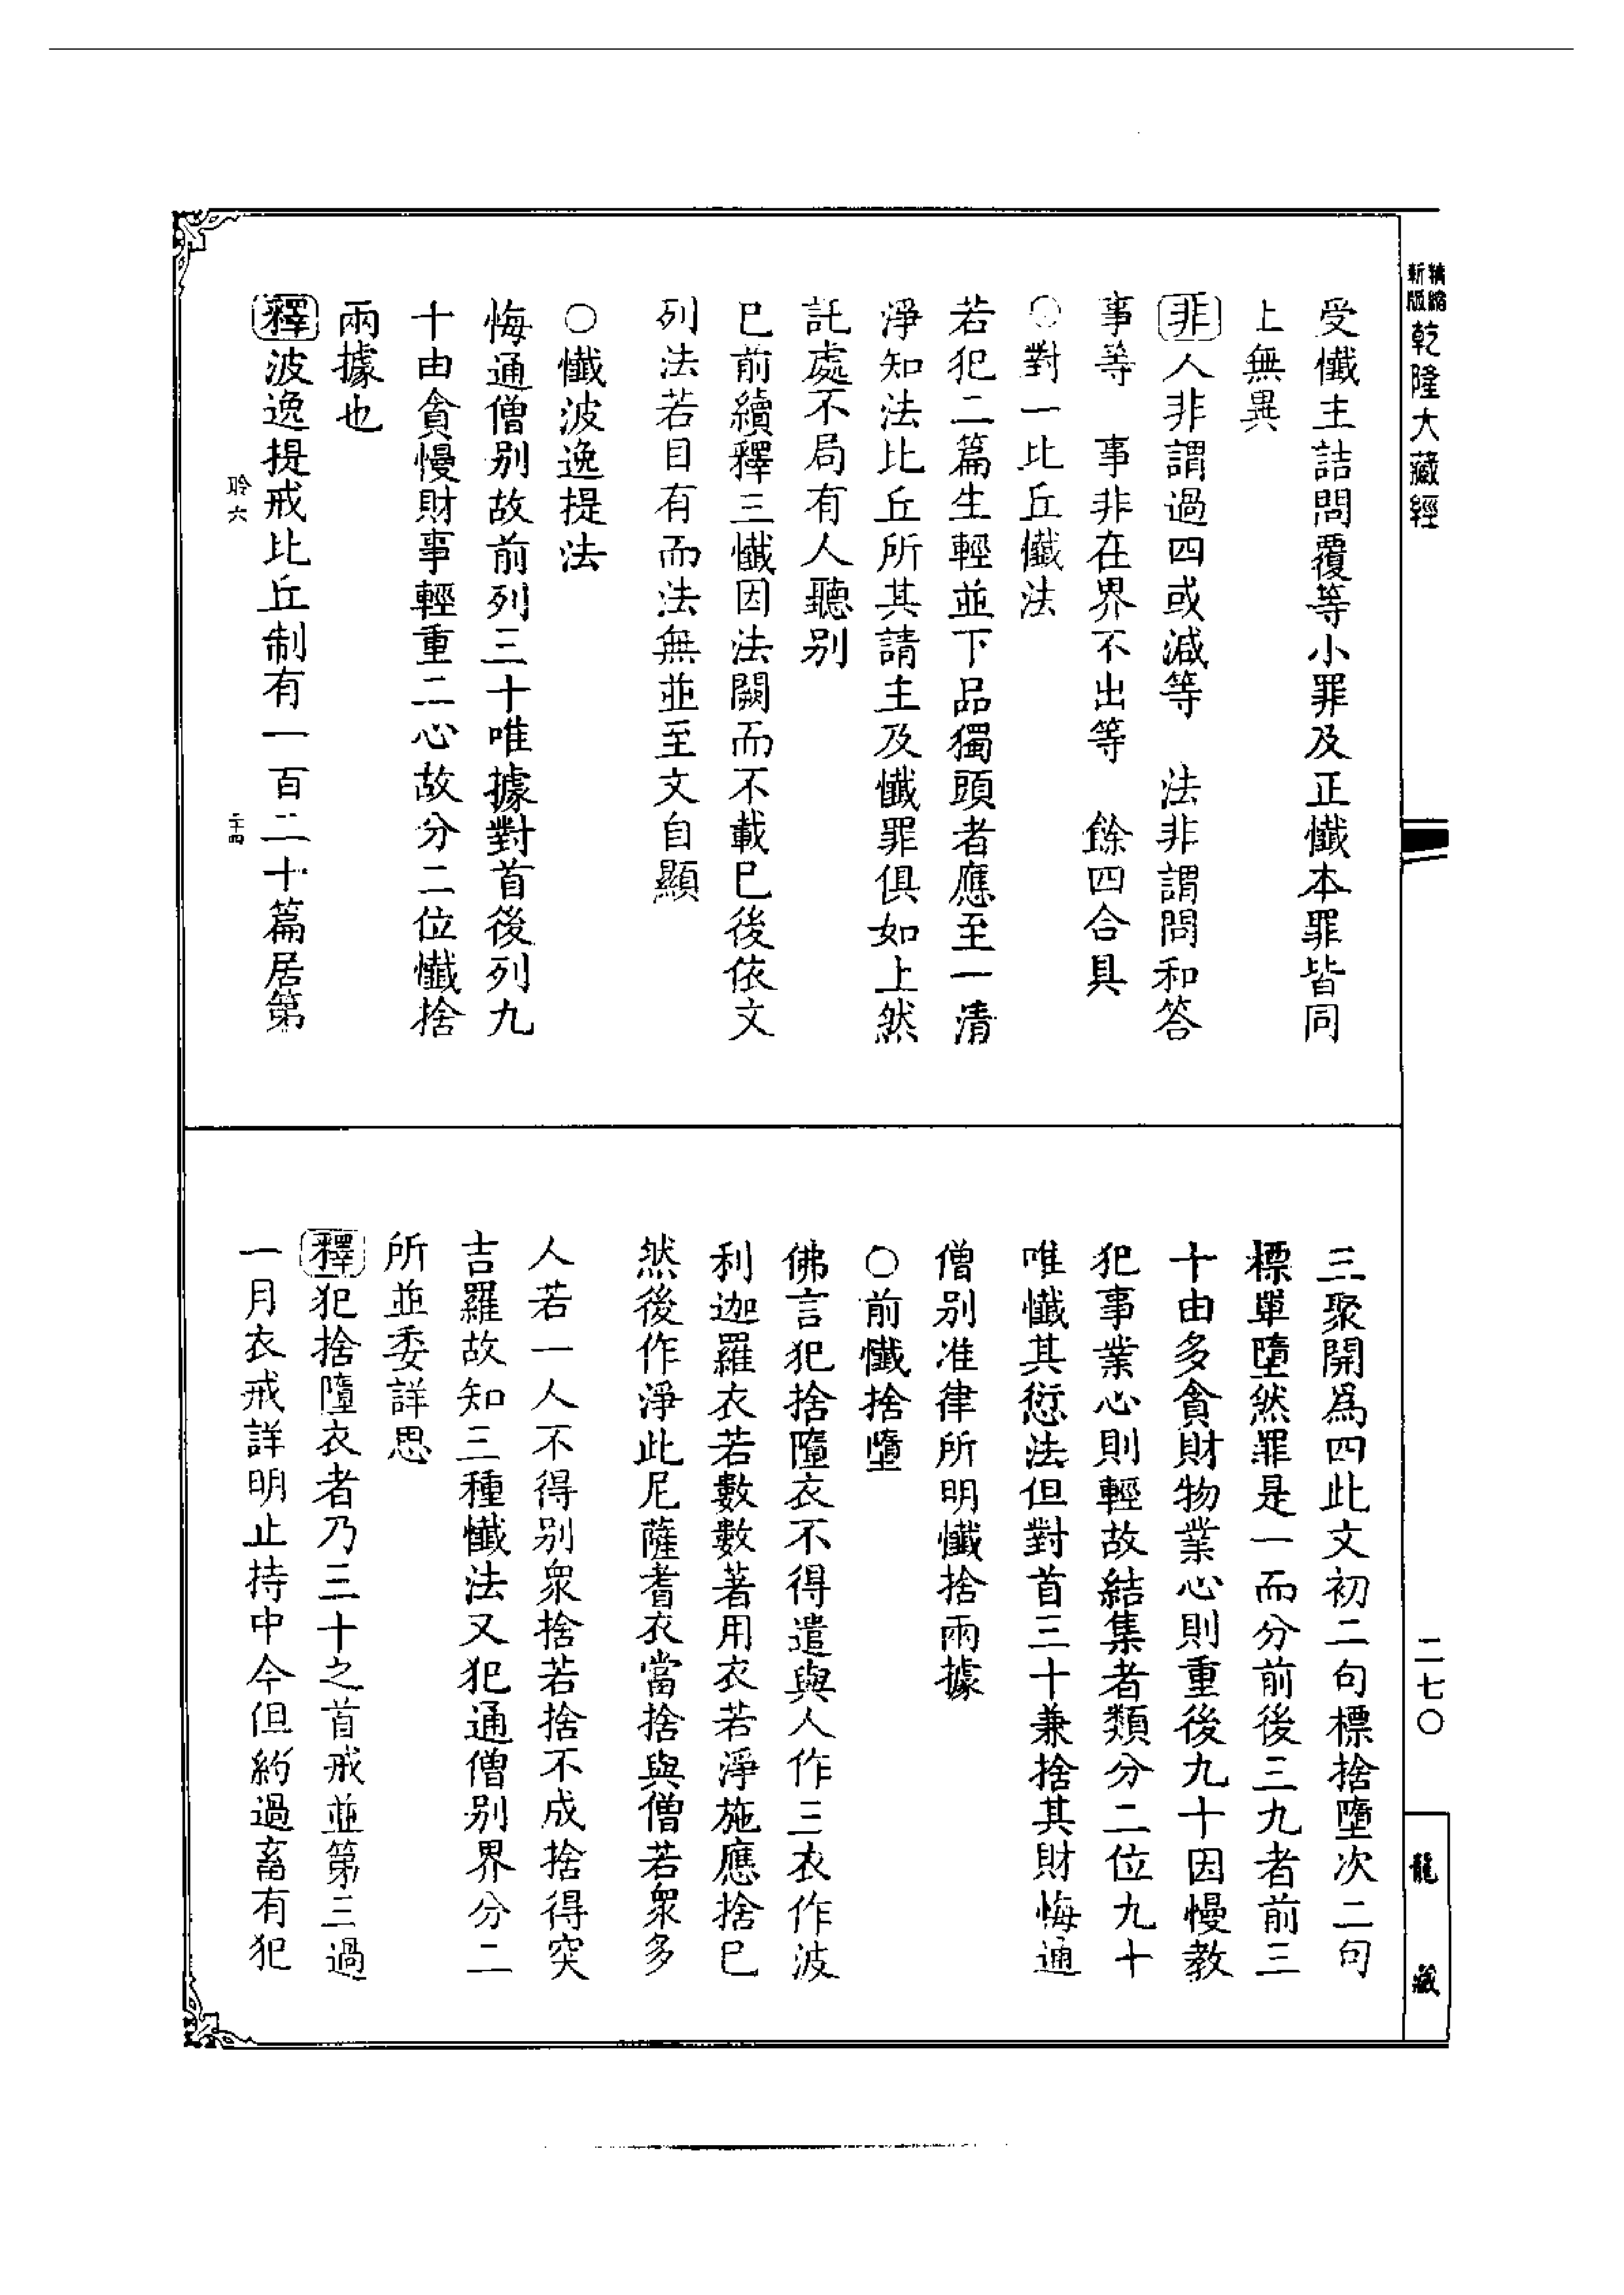 精縮新版乾隆大藏經
二七〇
龍藏
受懺主詰問覆等小罪及正懺本罪皆同
上無異
非人非謂過四或減等　法非謂問和答
事等　事非在界不出等　餘四合具
○對一比丘懺法
若犯二篇生輕並下品獨頭者應至一清
淨知法比丘所其請主及懺罪俱如上然
託處不局有人聽别
已前續釋三懺因法闕而不載已後依文
列法若目有而法無並至文自顯
○懺波逸提法
悔通僧别故前列三十唯據對首後列九
十由貪慢財事輕重二心故分二位懺捨
兩據也
釋波逸提戒比丘制有一百二十篇居第
聆六
二十四
三聚開爲四此文初二句標捨墮次二句
標單墮然罪是一而分前後三九者前三
十由多貪財物業心則重後九十因慢教
犯事業心則輕故結集者類分二位九十
唯懺其愆法但對首三十兼捨其財悔通
僧别准律所明懺捨兩據
○前懺捨墮
佛言犯捨墮衣不得遣與人作三衣作波
利迦羅衣若數數著用衣若淨施應捨已
然後作淨此尼薩耆衣當捨與僧若眾多
人若一人不得别眾捨若捨不成捨得突
吉羅故知三種懺法又犯通僧别界分二
所並委詳思
釋犯捨墮衣者乃三十之首戒並第三過
一月衣戒詳明止持中今但約過畜有犯